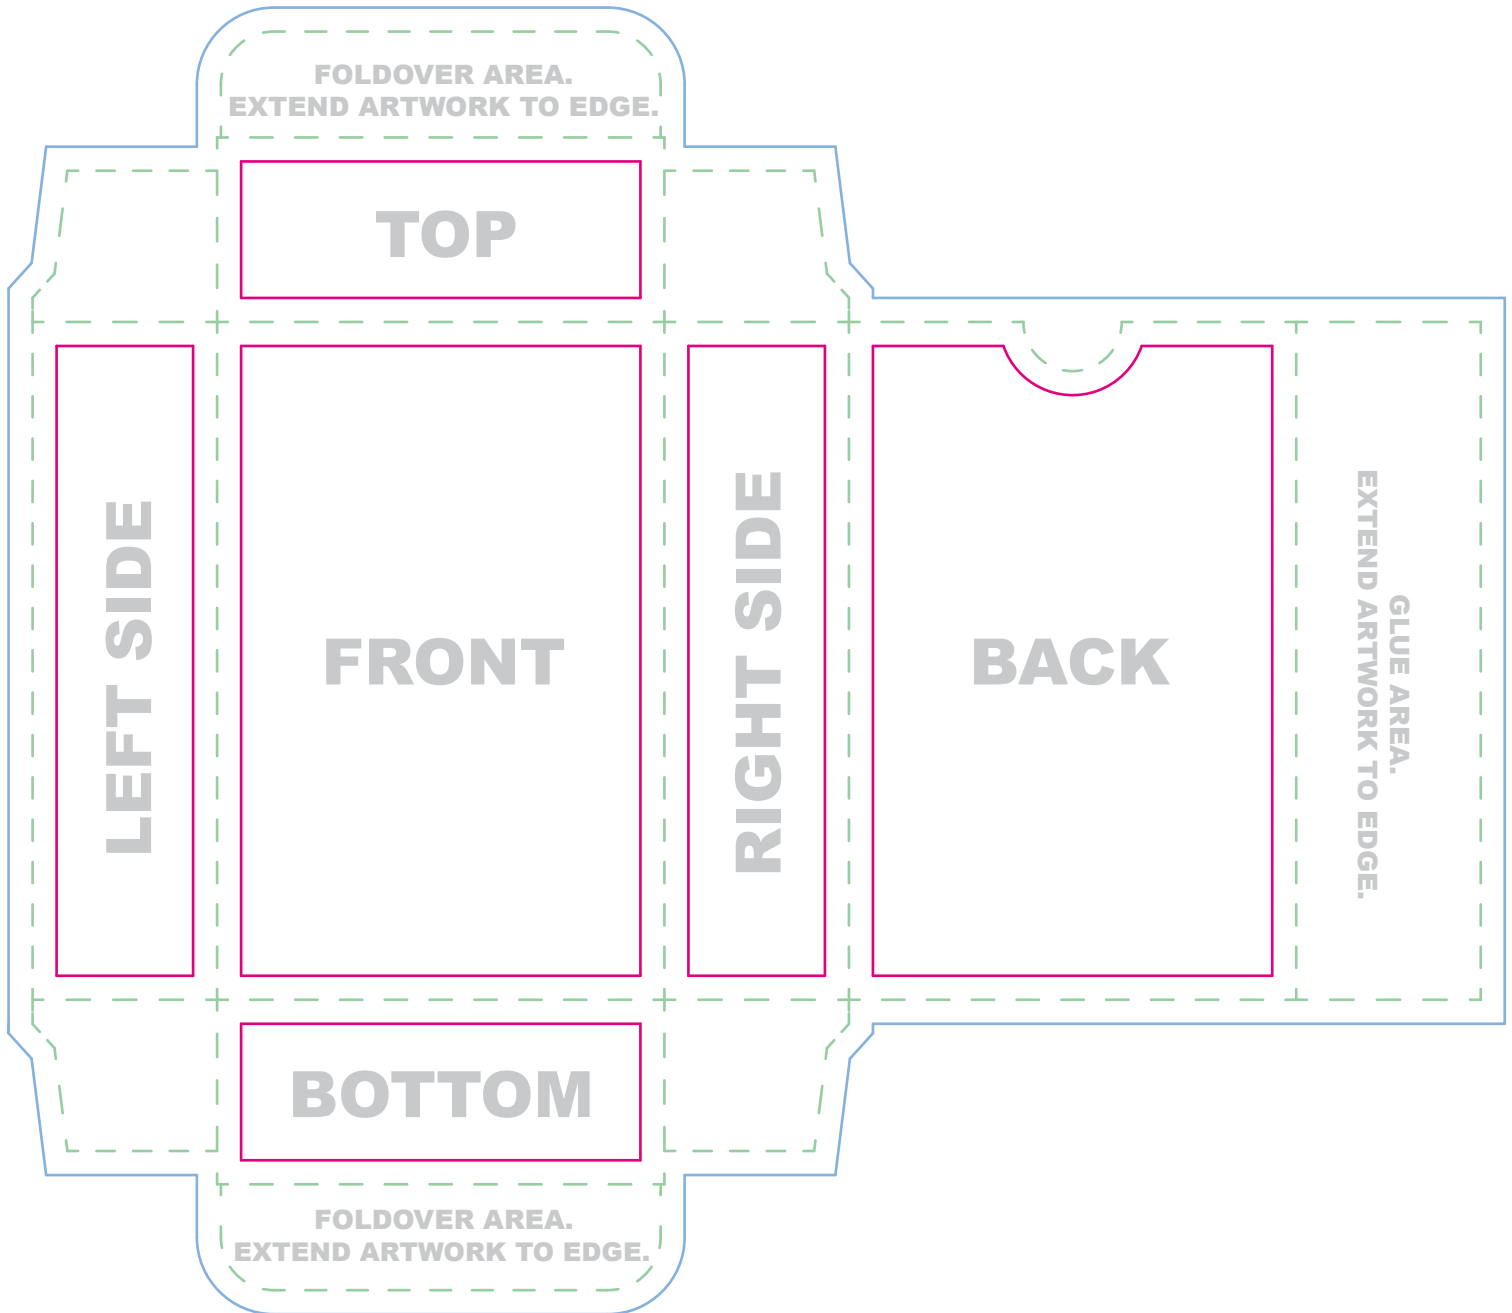 FOLDOVER AREA.
EXTEND ARTWORK TO EDGE.
TOP
LEFT SIDE
FRONT
RIGHT SIDE
BACK
GLUE AREA.
EXTEND ARTWORK TO EDGE.
BOTTOM
FOLDOVER AREA.
EXTEND ARTWORK TO EDGE.